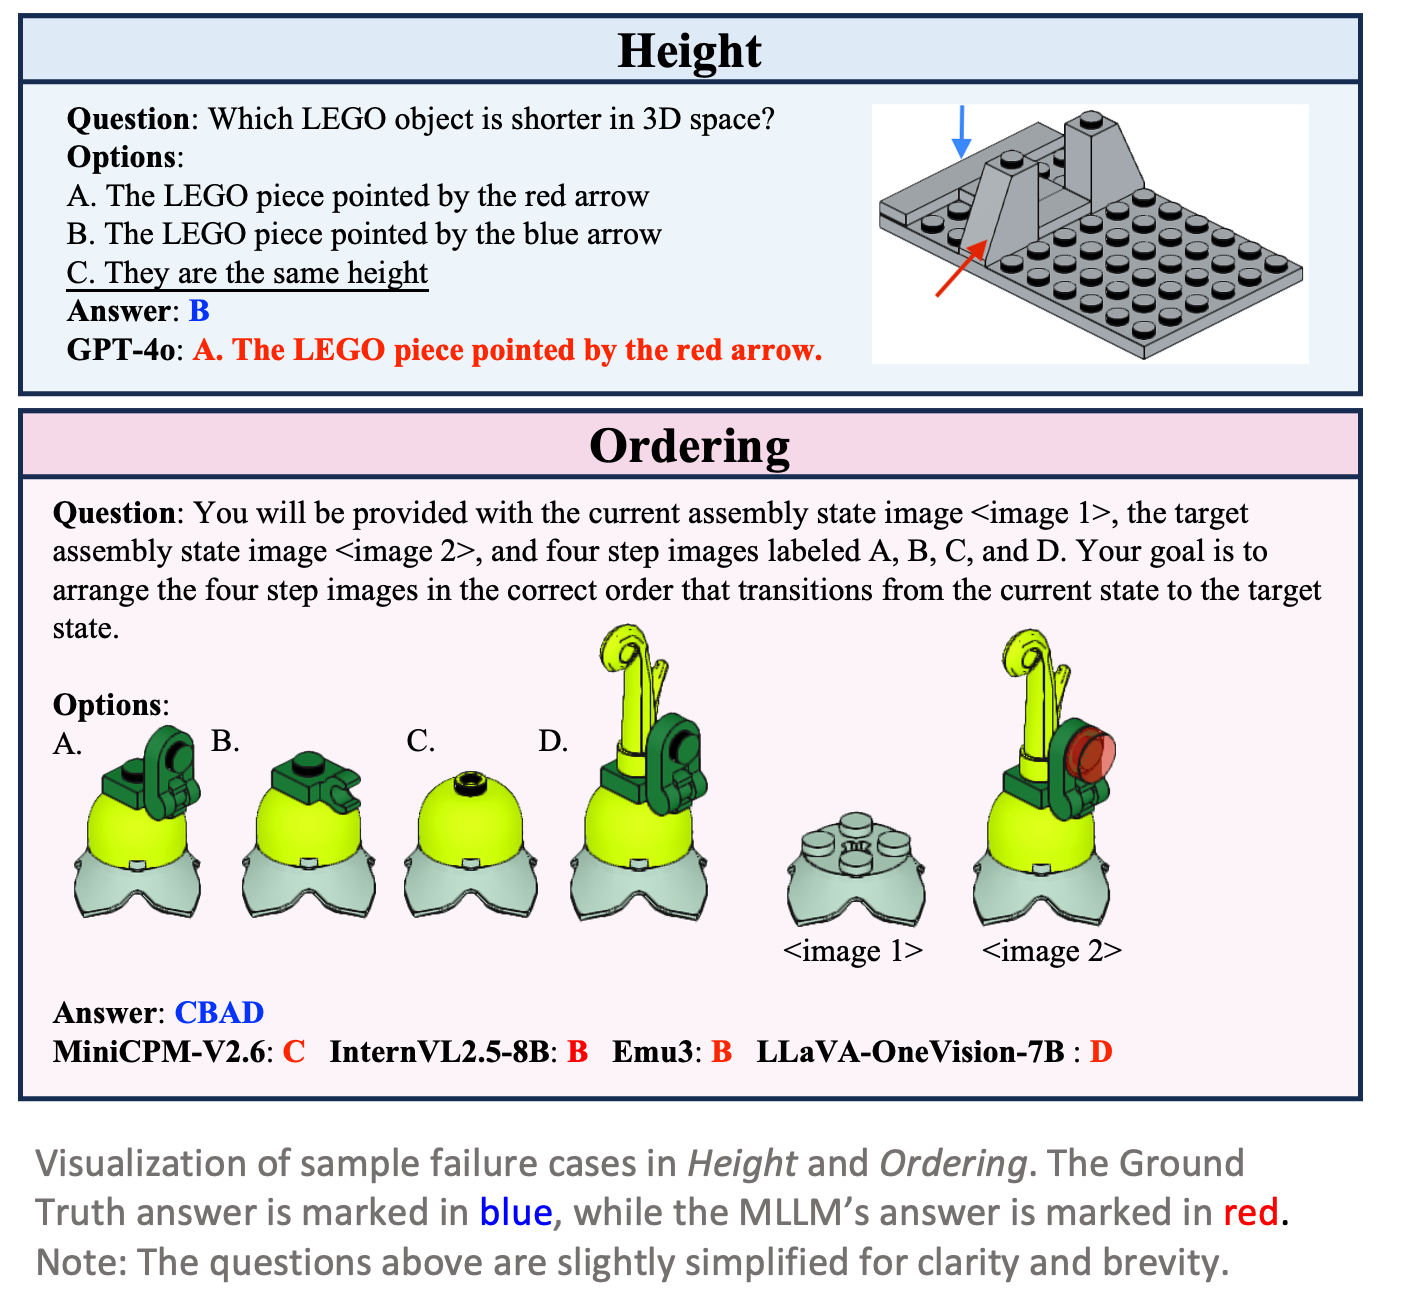 Height
Question: Which LEGO object is shorter in 3D space?
Options:
A. The LEGO piece pointed by the red arrow
B. The LEGO piece pointed by the blue arrow
C. They are the same height
Answer: B
GPT-4o: A. The LEGO piece pointed by the red arrow.
Ordering
Question: You will be provided with the current assembly state image <image 1>, the target
assembly state image <image 2>, and four step images labeled A, B, C, and D. Your goal is to
arrange the four step images in the correct order that transitions from the current state to the target
state.
Options:
A. B. C. D.
<image 1> <image 2>
Answer: CBAD
MiniCPM-V2.6: C InternVL2.5-8B: B Emu3: B LLaVA-OneVision-7B : D
Visualization of sample failure cases in Height and Ordering. The Ground
Truth answer is marked in blue, while the MLLM’s answer is marked in red.
Note: The questions above are slightly simplified for clarity and brevity.